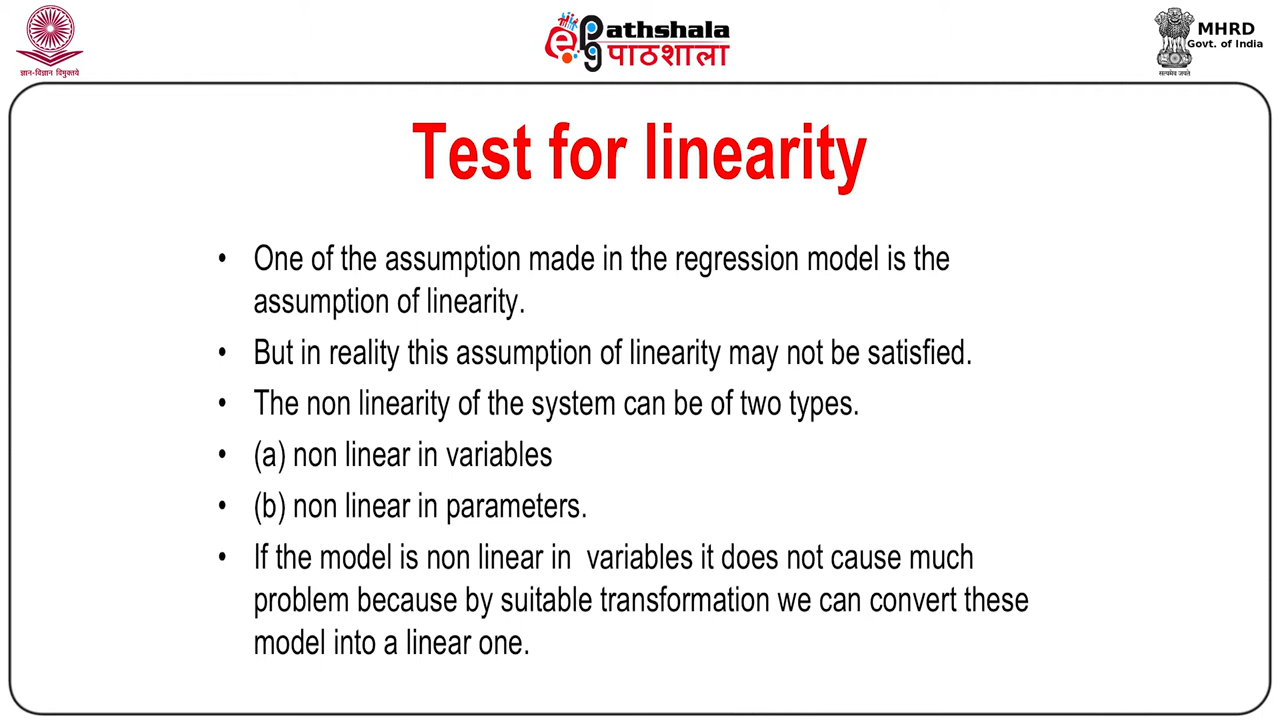 ज्ञान-विज्ञान विमुक्तये
ePG Pathshala
पाठशाला
MHRD
Govt. of India
सत्यमेव जयते
Test for linearity
• One of the assumption made in the regression model is the
assumption of linearity.
• But in reality this assumption of linearity may not be satisfied.
• The non linearity of the system can be of two types.
• (a) non linear in variables
• (b) non linear in parameters.
• If the model is non linear in  variables it does not cause much
problem because by suitable transformation we can convert these
model into a linear one.